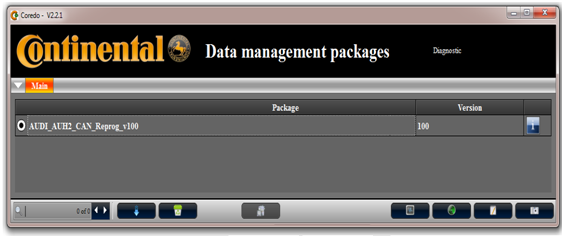 Coredo - V2.2.1
Continental
Data management packages
Diagnostic
Main
Package Version
AUDI_AUH2_CAN_Reprog_v100 100
0 of 0